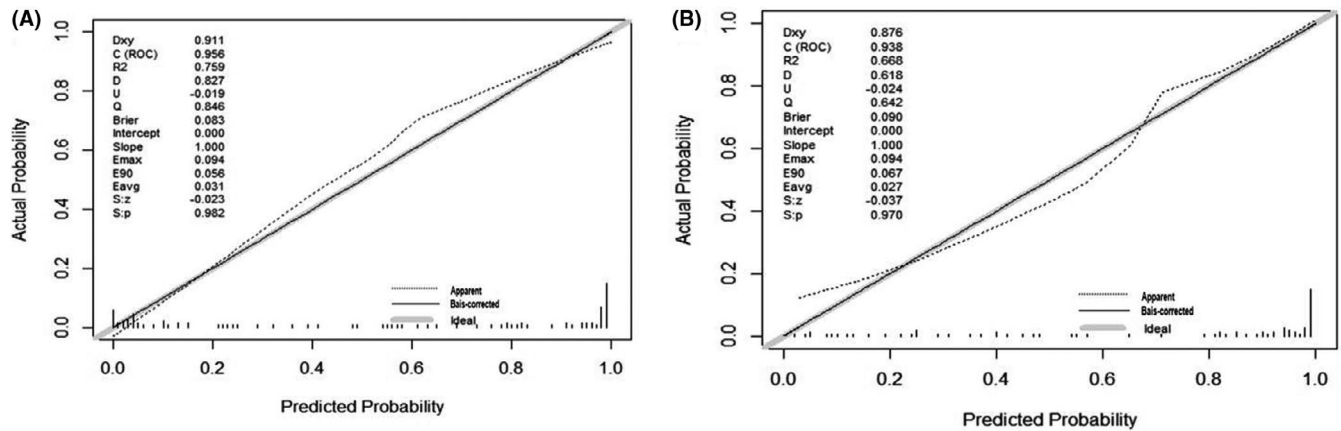 (A)
Actual Probability
1.0
0.8
0.6
0.4
0.2
0.0
Dxy 0.911
C (ROC) 0.956
R2 0.759
D 0.827
U -0.019
Q 0.846
Brier 0.083
Intercept 0.000
Slope 1.000
Emax 0.094
E90 0.056
Eavg 0.031
S:z -0.023
S:p 0.982
Apparent
Bais-corrected
Ideal
0.0 0.2 0.4 0.6 0.8 1.0
Predicted Probability
(B)
Actual Probability
1.0
0.8
0.6
0.4
0.2
0.0
Dxy 0.876
C (ROC) 0.938
R2 0.668
D 0.618
U -0.024
Q 0.642
Brier 0.090
Intercept 0.000
Slope 1.000
Emax 0.094
E90 0.067
Eavg 0.027
S:z -0.037
S:p 0.970
Apparent
Bais-corrected
Ideal
0.0 0.2 0.4 0.6 0.8 1.0
Predicted Probability